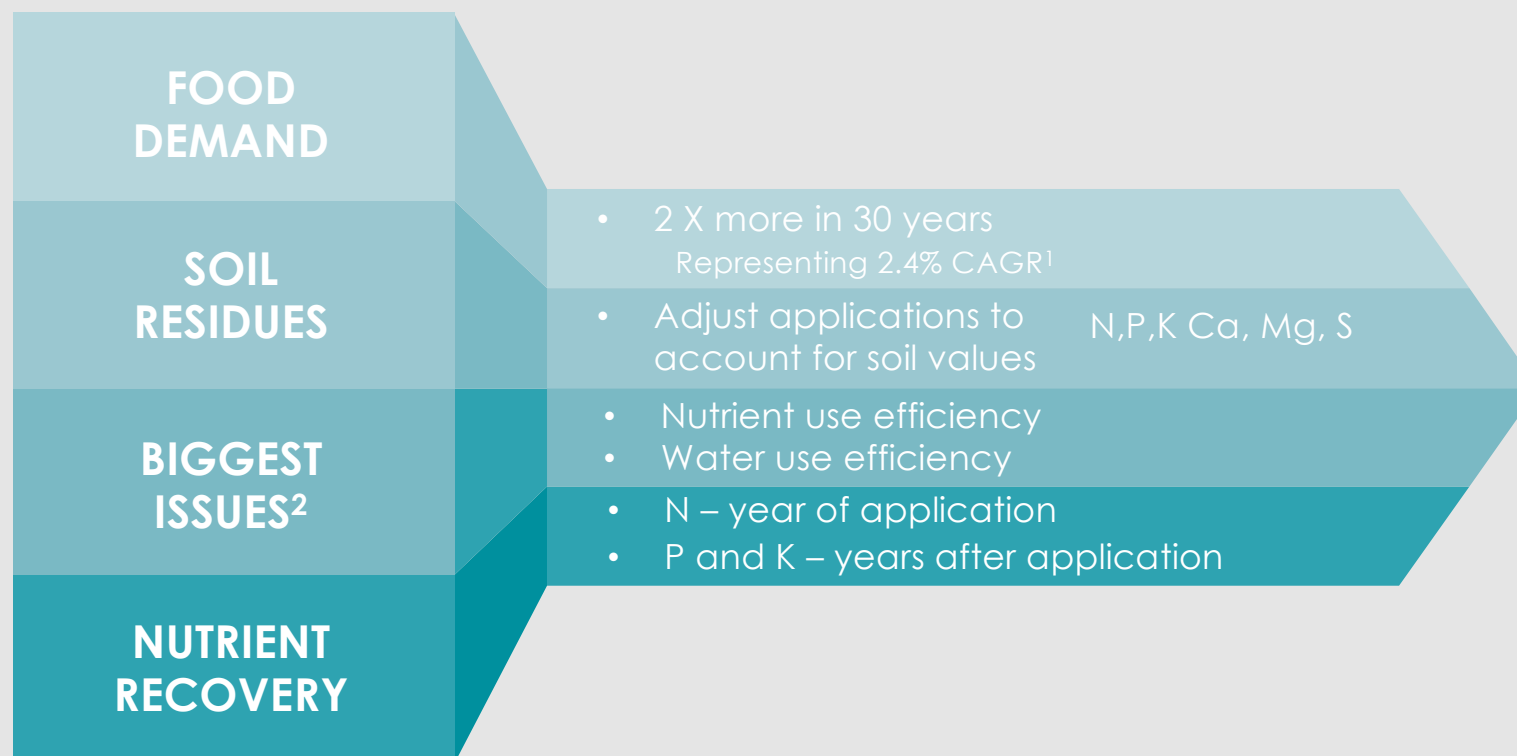 FOOD
DEMAND
• 2 X more in 30 years
Representing 2.4% CAGR¹
SOIL
RESIDUES
• Adjust applications to
account for soil values
N,P,K Ca, Mg, S
BIGGEST
ISSUES²
• Nutrient use efficiency
• Water use efficiency
NUTRIENT
RECOVERY
• N – year of application
• P and K – years after application